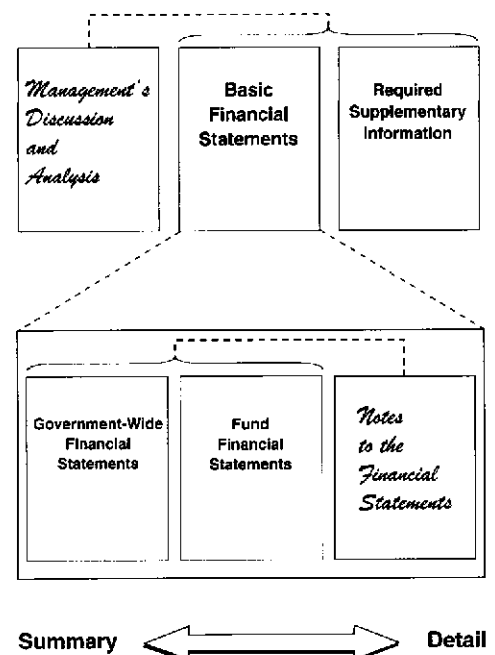 Management's
Discussion
and
Analysis
Basic
Financial
Statements
Required
Supplementary
Information
Government-Wide
Financial
Statements
Fund
Financial
Statements
Notes
to the
Financial
Statements
Summary
Detail